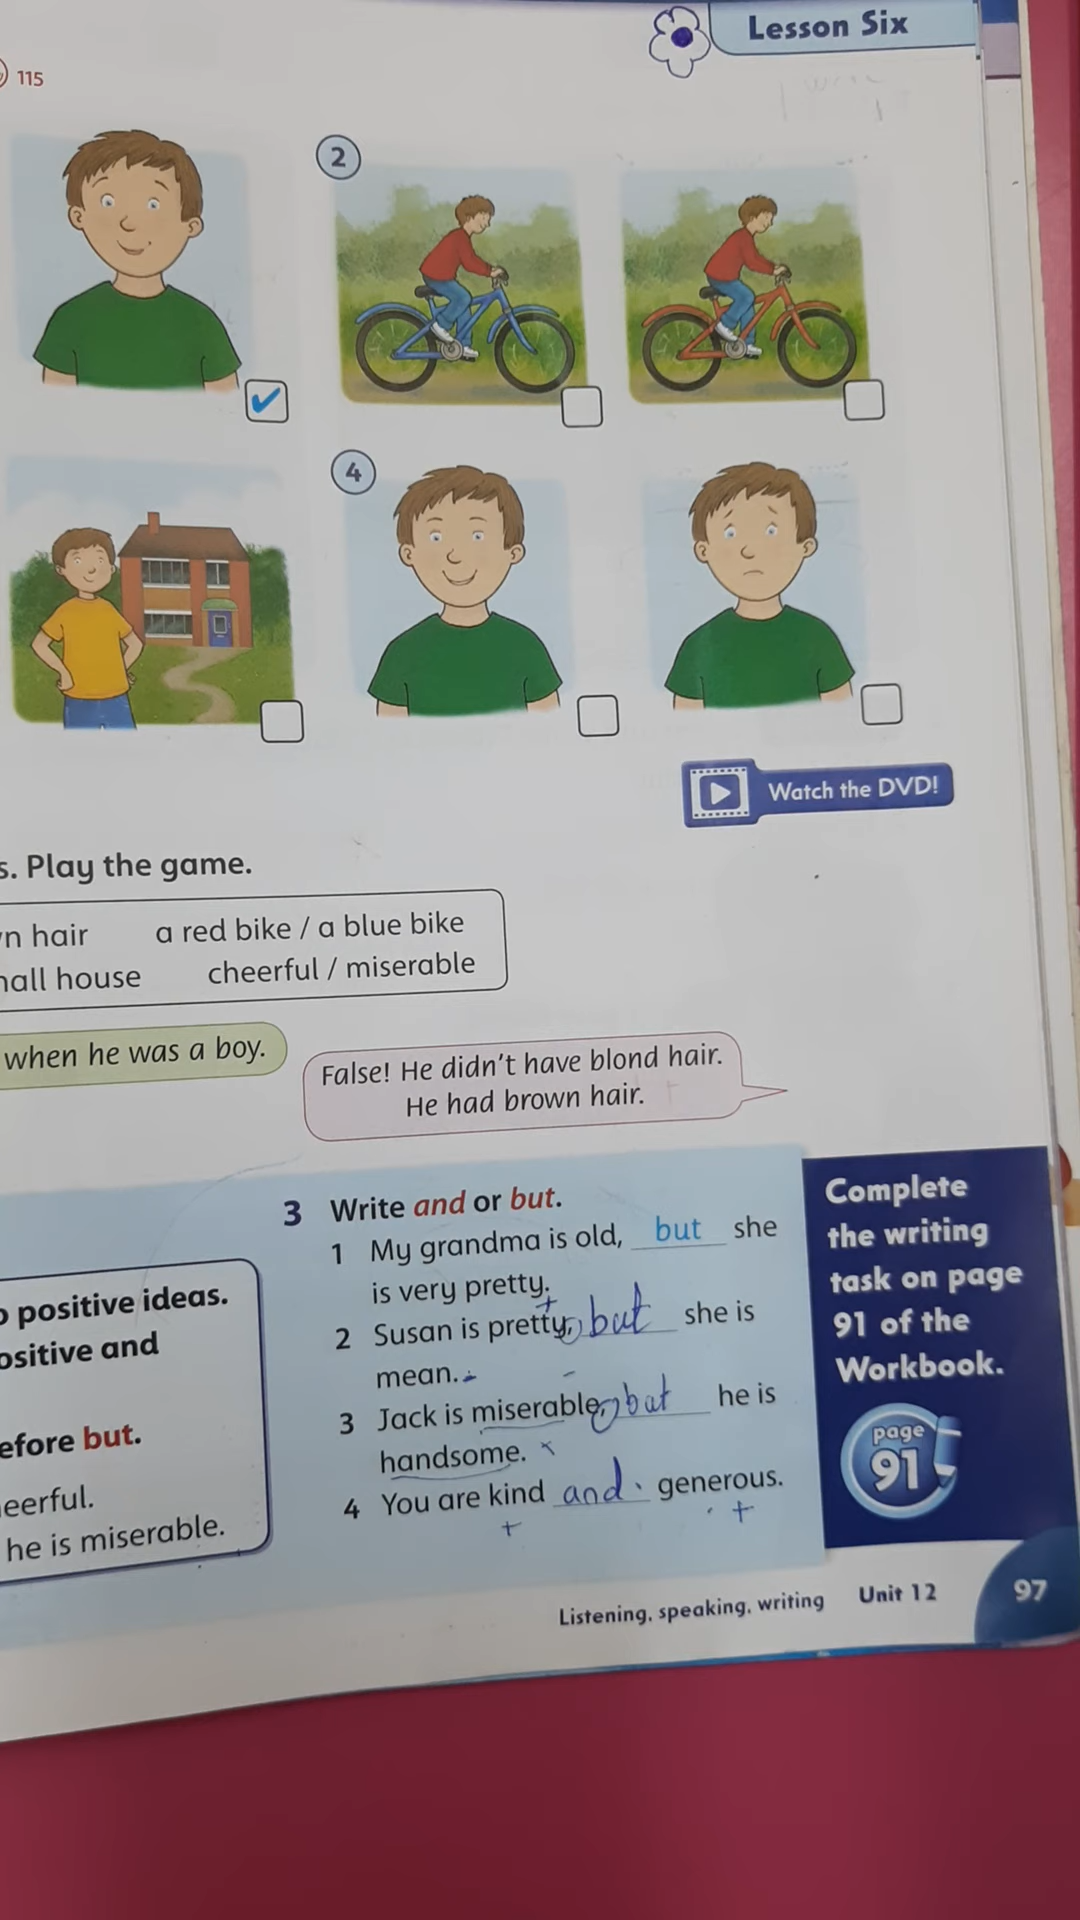 Lesson Six
115
2
4
Watch the DVD!
s. Play the game.
hair a red bike / a blue bike
house cheerful / miserable
when he was a boy.
False! He didn't have blond hair.
He had brown hair.
3 Write and or but.
1 My grandma is old, but she
is very pretty.
2 Susan is pretty, but she is
mean.
3 Jack is miserable, but he is
handsome.
4 You are kind and generous.
positive ideas.
and
but.
he is miserable.
Complete
the writing
task on page
91 of the
Workbook.
page
91
Listening, speaking, writing Unit 12 97